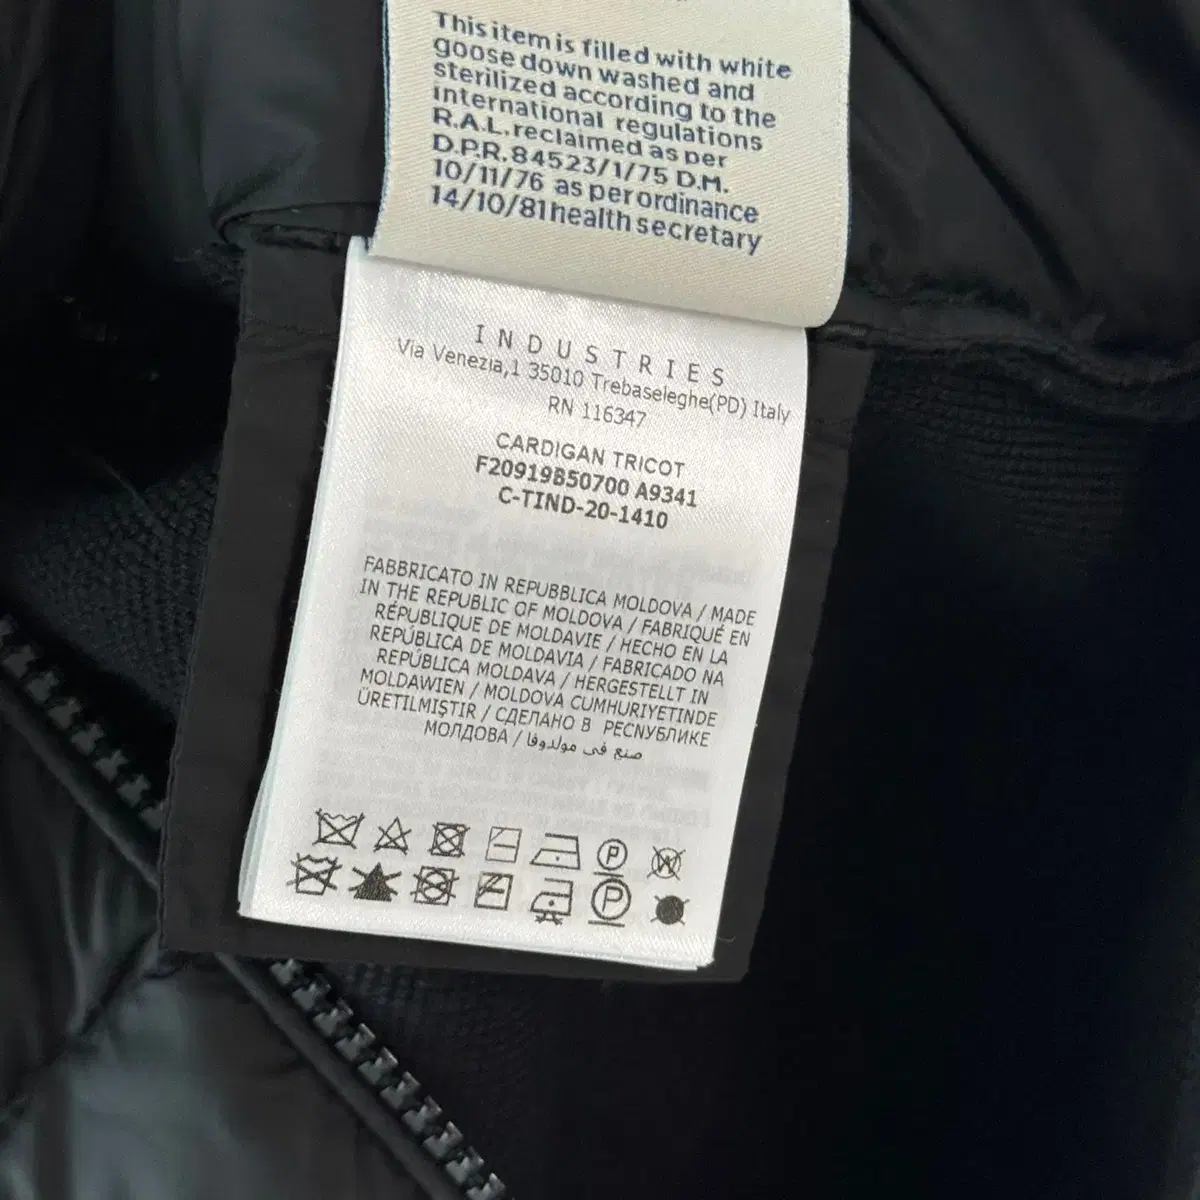 This item is filled with white
goose down washed and
sterilized according to the
international regulations
R.A.L. reclaimed as per
D.P.R. 84523/1/75 D.M.
10/11/76 as per ordinance
14/10/81 health secretary
INDUSTRIES
Via Venezia,1 35010 Trebaseleghe(PD) Italy
RN 116347
CARDIGAN TRICOT
F20919B50700 A9341
C-TIND-20-1410
FABBRICATO IN REPUBBLICA MOLDOVA / MADE
IN THE REPUBLIC OF MOLDOVA / FABRIQUÉ EN
RÉPUBLIQUE DE MOLDAVIE / HECHO EN LA
REPÚBLICA DE MOLDAVIA / FABRICADO NA
REPÚBLICA MOLDAVA / HERGESTELLT IN
MOLDAWIEN / MOLDOVA CUMHURIYETINDE
ÜRETILMIŞTIR / СДЕЛАНО В РЕСПУБЛИКЕ
МОЛДОВА / صنع في مولدوفا
P W
P